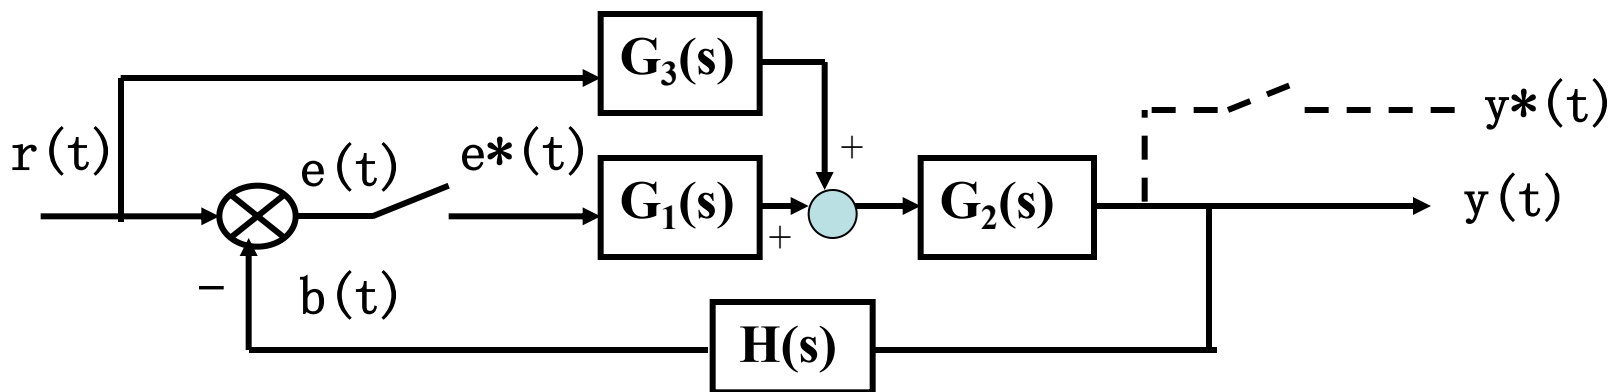 G₃(s)
y*(t)
r(t)
e(t)
e*(t)
+
G₁(s)
G₂(s)
y(t)
+
−
b(t)
H(s)